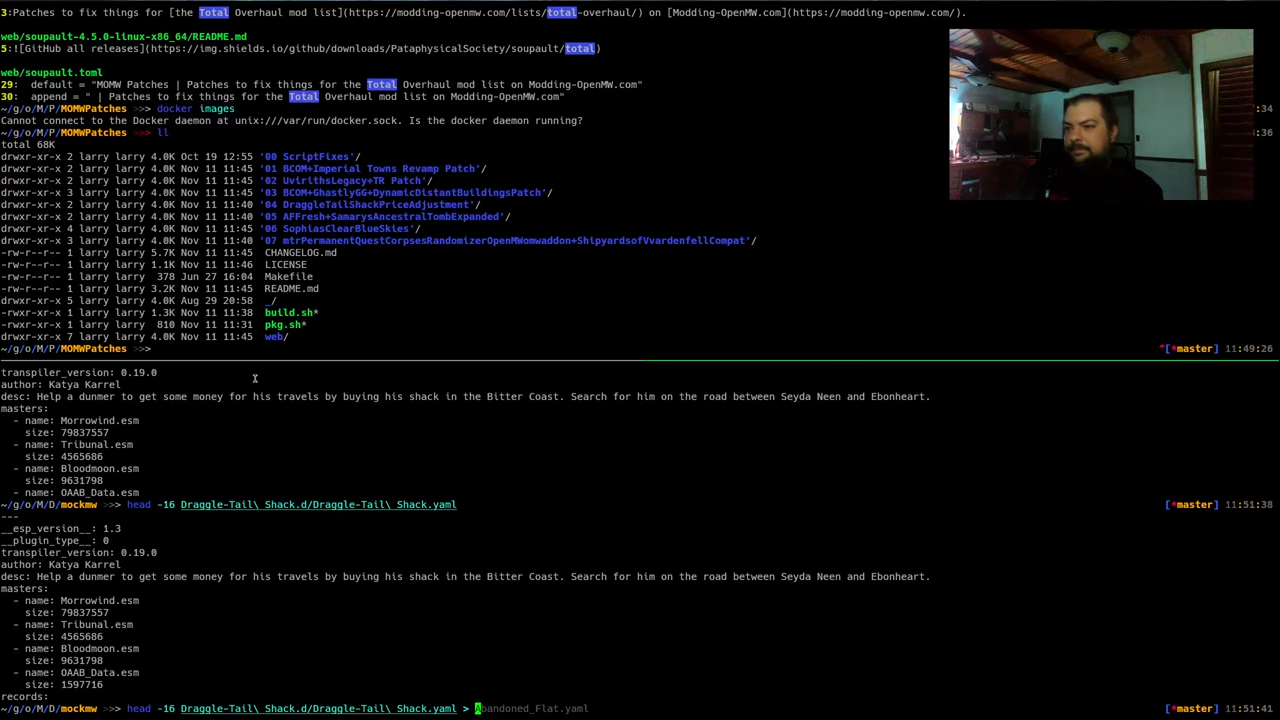 3:Patches to fix things for [the Total Overhaul mod list](https://modding-openmw.com/lists/total-overhaul/) on [Modding-OpenMW.com](https://modding-openmw.com/).
web/soupault-4.5.0-linux-x86_64/README.md
5:![GitHub all releases](https://img.shields.io/github/downloads/PataphysicalSociety/soupault/total)
web/soupault.toml
29:  default = "MOMW Patches | Patches to fix things for the Total Overhaul mod list on Modding-OpenMW.com"
30:  append = " | Patches to fix things for the Total Overhaul mod list on Modding-OpenMW.com"
~/g/o/M/P/MOMWPatches >>> docker images
:34
Cannot connect to the Docker daemon at unix:///var/run/docker.sock. Is the docker daemon running?
~/g/o/M/P/MOMWPatches >>> ll
:36
total 68K
drwxr-xr-x 2 larry larry 4.0K Oct 19 12:55 '00 ScriptFixes'/
drwxr-xr-x 2 larry larry 4.0K Nov 11 11:45 '01 BCOM+Imperial Towns Revamp Patch'/
drwxr-xr-x 2 larry larry 4.0K Nov 11 11:45 '02 UvirithsLegacy+TR Patch'/
drwxr-xr-x 3 larry larry 4.0K Nov 11 11:45 '03 BCOM+GhastlyGG+DynamicDistantBuildingsPatch'/
drwxr-xr-x 2 larry larry 4.0K Nov 11 11:40 '04 DraggleTailShackPriceAdjustment'/
drwxr-xr-x 2 larry larry 4.0K Nov 11 11:40 '05 AFFresh+SamarysAncestralTombExpanded'/
drwxr-xr-x 4 larry larry 4.0K Nov 11 11:45 '06 SophiasClearBlueSkies'/
drwxr-xr-x 3 larry larry 4.0K Nov 11 11:40 '07 mtrPermanentQuestCorpsesRandomizerOpenMWomwaddon+ShipyardsofVvardenfellCompat'/
-rw-r--r-- 1 larry larry 5.7K Nov 11 11:45  CHANGELOG.md
-rw-r--r-- 1 larry larry 1.1K Nov 11 11:46  LICENSE
-rw-r--r-- 1 larry larry  378 Jun 27 16:04  Makefile
-rw-r--r-- 1 larry larry 3.2K Nov 11 11:45  README.md
drwxr-xr-x 5 larry larry 4.0K Aug 29 20:58  _/
-rwxr-xr-x 1 larry larry 1.3K Nov 11 11:38  build.sh*
-rwxr-xr-x 1 larry larry  810 Nov 11 11:31  pkg.sh*
drwxr-xr-x 7 larry larry 4.0K Nov 11 11:45  web/
~/g/o/M/P/MOMWPatches >>> ^[*master] 11:49:26
transpiler_version: 0.19.0
author: Katya Karrel
desc: Help a dunmer to get some money for his travels by buying his shack in the Bitter Coast. Search for him on the road between Seyda Neen and Ebonheart.
masters:
  - name: Morrowind.esm
    size: 79837557
  - name: Tribunal.esm
    size: 4565686
  - name: Bloodmoon.esm
    size: 9631798
  - name: OAAB_Data.esm
~/g/M/D/mockmw >>> head -16 Draggle-Tail\ Shack.d/Draggle-Tail\ Shack.yaml [*master] 11:51:38
---
__esp_version__: 1.3
__plugin_type__: 0
transpiler_version: 0.19.0
author: Katya Karrel
desc: Help a dunmer to get some money for his travels by buying his shack in the Bitter Coast. Search for him on the road between Seyda Neen and Ebonheart.
masters:
  - name: Morrowind.esm
    size: 79837557
  - name: Tribunal.esm
    size: 4565686
  - name: Bloodmoon.esm
    size: 9631798
  - name: OAAB_Data.esm
    size: 1597716
records:
~/g/M/D/mockmw >>> head -16 Draggle-Tail\ Shack.d/Draggle-Tail\ Shack.yaml > Abandoned_Flat.yaml [*master] 11:51:41